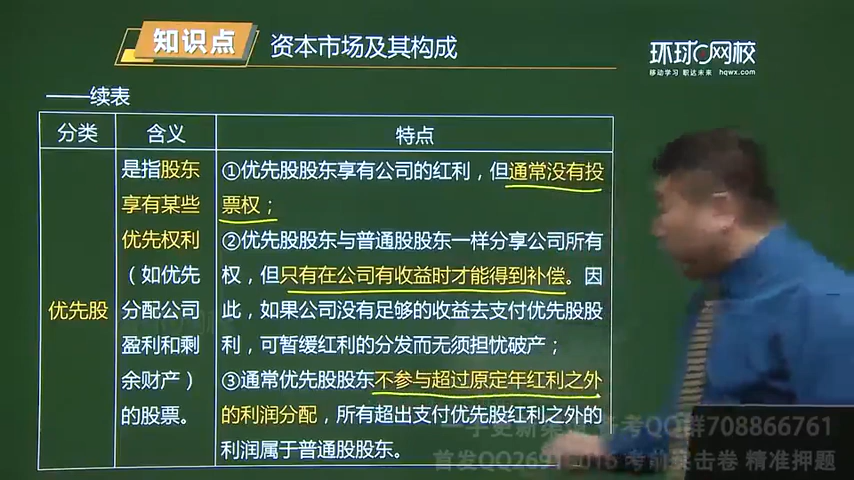 知识点
资本市场及其构成
环球网校
移动学习 职达未来 hqwx.com
——续表
分类 含义 特点
优先股
是指股东
享有某些
优先权利
（如优先
分配公司
盈利和剩
余财产）
的股票。
①优先股股东享有公司的红利，但通常没有投
票权；
②优先股股东与普通股股东一样分享公司所有
权，但只有在公司有收益时才能得到补偿。因
此，如果公司没有足够的收益去支付优先股股
利，可暂缓红利的分发而无须担忧破产；
③通常优先股股东不参与超过原定年红利之外
的利润分配，所有超出支付优先股红利之外的
利润属于普通股股东。
考QQ群708866761
首发QQ269 016 考前突击卷 精准押题